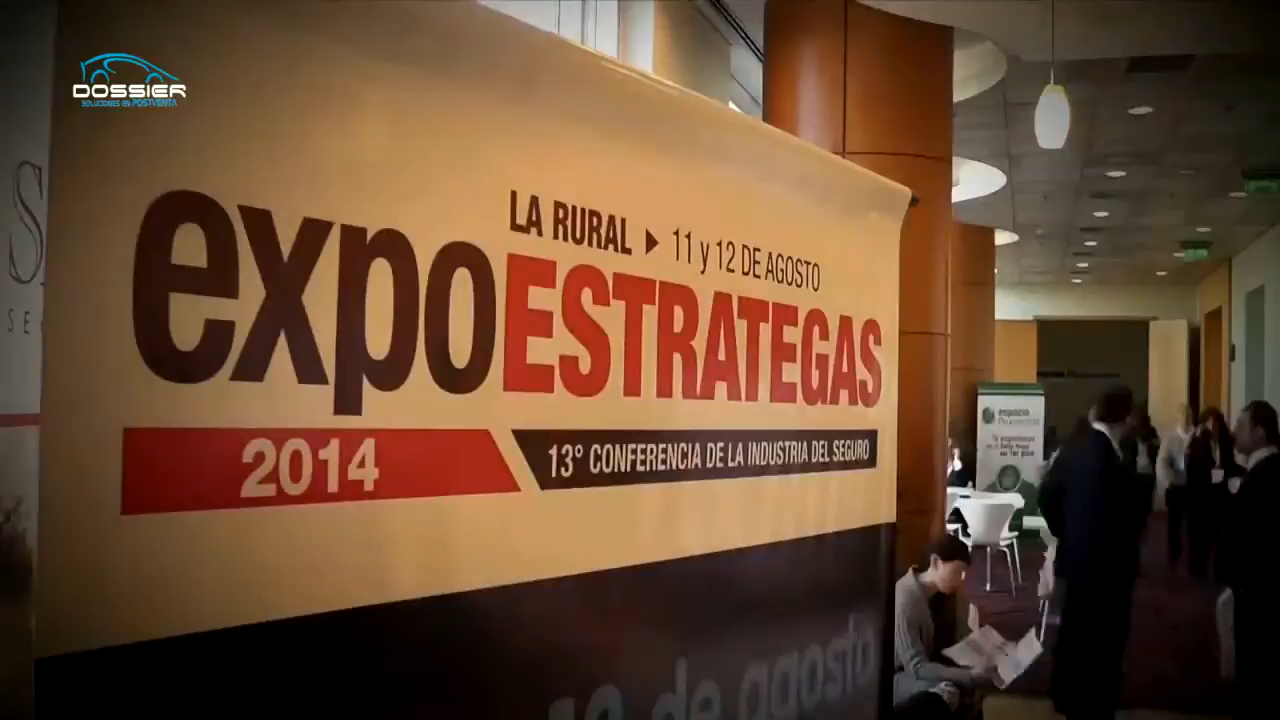 DOSSIER
SOLUCIONES EN POSTVENTA
LA RURAL ▶ 11 y 12 DE AGOSTO
expoESTRATEGAS
2014
13° CONFERENCIA DE LA INDUSTRIA DEL SEGURO
de agosto
espacio